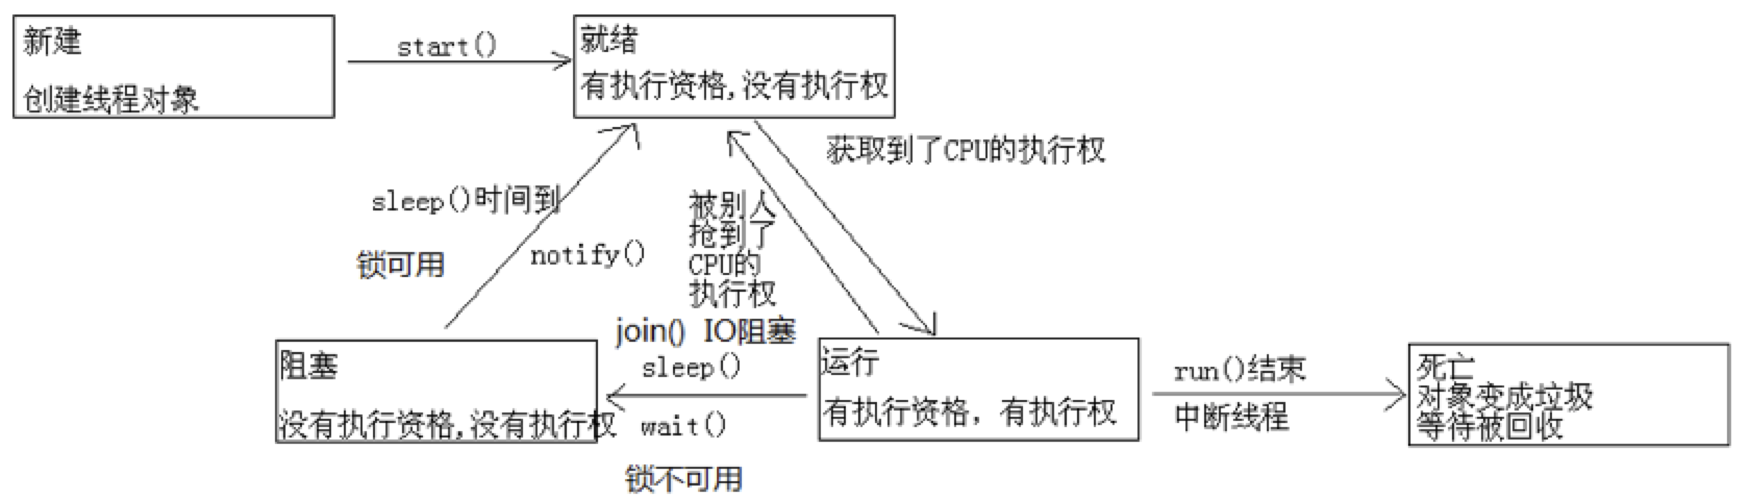 新建
创建线程对象
start()
就绪
有执行资格,没有执行权
获取到了CPU的执行权
sleep()时间到
锁可用
notify()
被别人
抢到了
CPU的
执行权
join() IO阻塞
sleep()
wait()
锁不可用
阻塞
没有执行资格,没有执行权
运行
有执行资格，有执行权
run()结束
中断线程
死亡
对象变成垃圾
等待被回收